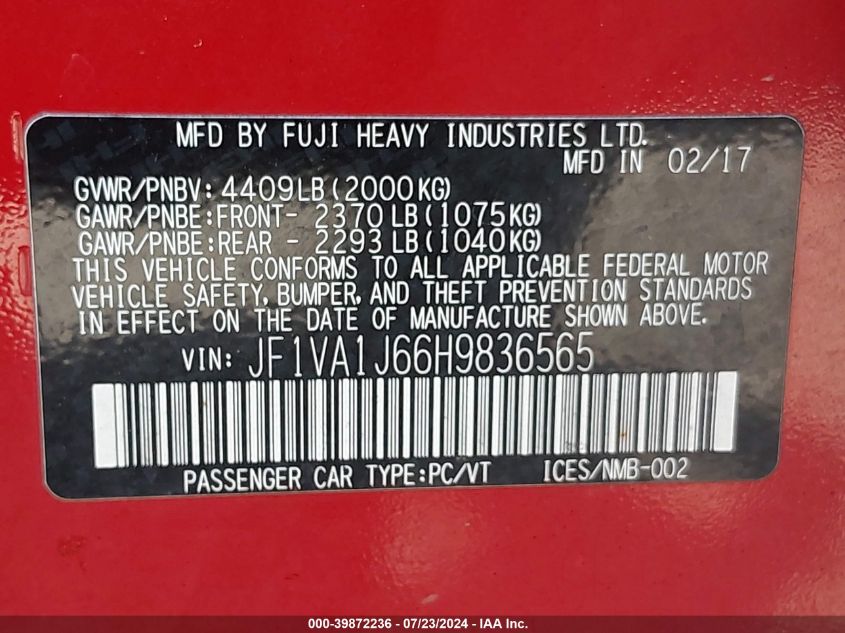 MFD BY FUJI HEAVY INDUSTRIES LTD.
MFD IN 02/17
GVWR/PNBV: 4409LB(2000KG)
GAWR/PNBE:FRONT- 2370 LB(1075KG)
GAWR/PNBE:REAR - 2293 LB(1040KG)
THIS VEHICLE CONFORMS TO ALL APPLICABLE FEDERAL MOTOR
VEHICLE SAFETY, BUMPER, AND THEFT PREVENTION STANDARDS
IN EFFECT ON THE DATE OF MANUFACTURE SHOWN ABOVE.
VIN: JF1VA1J66H9836565
PASSENGER CAR TYPE:PC/VT ICES/NMB-002
000-39872236 - 07/23/2024 - IAA Inc.